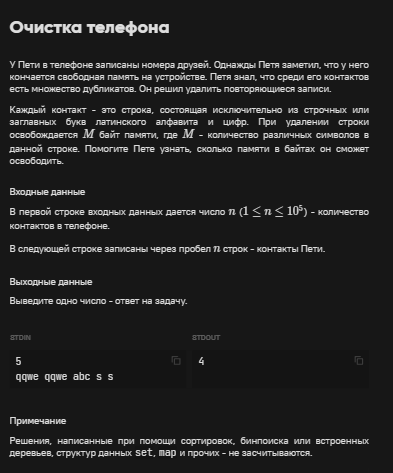 Очистка телефона
У Пети в телефоне записаны номера друзей. Однажды Петя заметил, что у него
кончается свободная память на устройстве. Петя знал, что среди его контактов
есть множество дубликатов. Он решил удалить повторяющиеся записи.
Каждый контакт - это строка, состоящая исключительно из строчных или
заглавных букв латинского алфавита и цифр. При удалении строки
освобождается M байт памяти, где M - количество различных символов в
данной строке. Помогите Пете узнать, сколько памяти в байтах он сможет
освободить.
Входные данные
В первой строке входных данных дается число n (1 ≤ n ≤ 10⁵) - количество
контактов в телефоне.
В следующей строке записаны через пробел n строк - контакты Пети.
Выходные данные
Выведите одно число - ответ на задачу.
STDIN STDOUT
5 4
qqwe qqwe abc s s
Примечание
Решения, написанные при помощи сортировок, бинпоиска или встроенных
деревьев, структур данных set, map и прочих - не засчитываются.